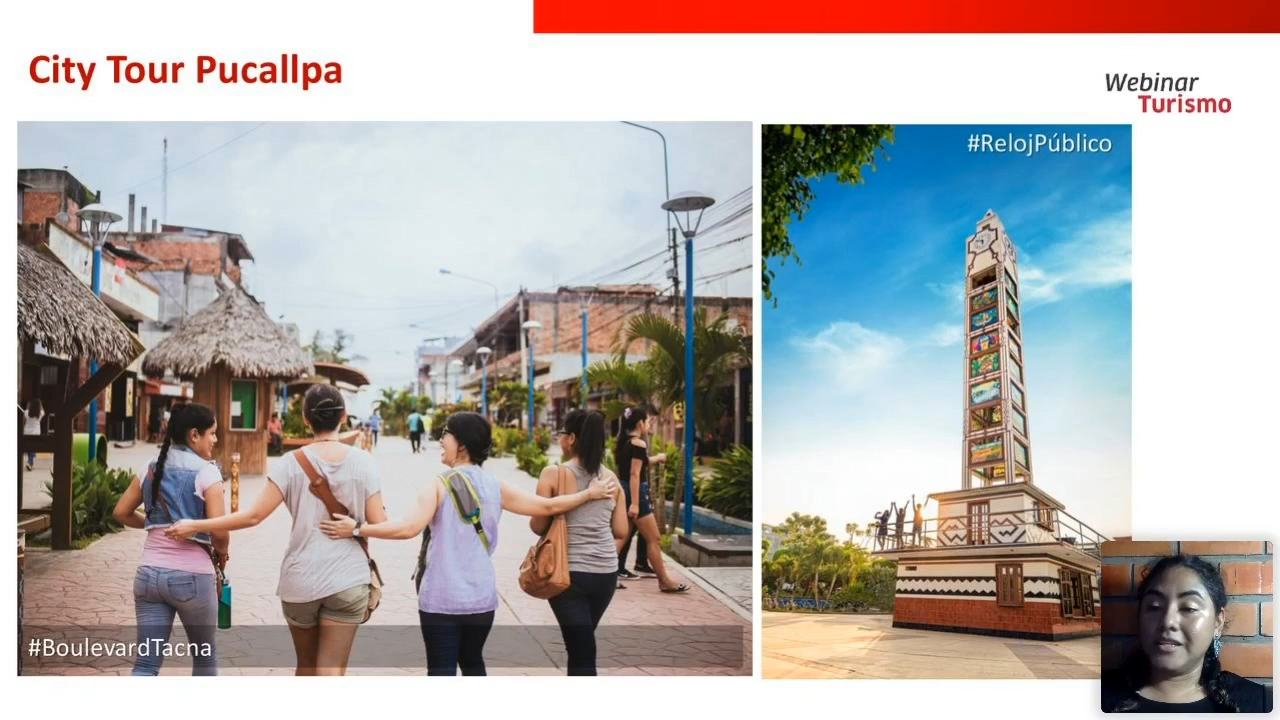 City Tour Pucallpa
Webinar
Turismo
#RelojPúblico
#BoulevardTacna